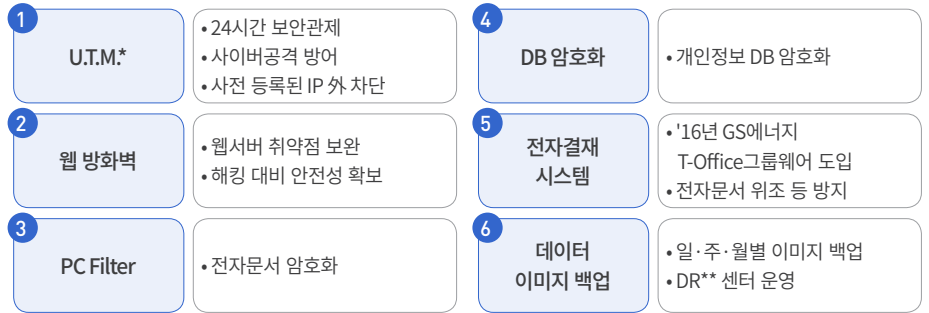 1
U.T.M.*
• 24시간 보안관제
• 사이버공격 방어
• 사전 등록된 IP 外 차단
2
웹 방화벽
• 웹서버 취약점 보완
• 해킹 대비 안전성 확보
3
PC Filter
• 전자문서 암호화
4
DB 암호화
• 개인정보 DB 암호화
5
전자결재
시스템
• '16년 GS에너지
T-Office그룹웨어 도입
• 전자문서 위조 등 방지
6
데이터
이미지 백업
• 일·주·월별 이미지 백업
• DR** 센터 운영